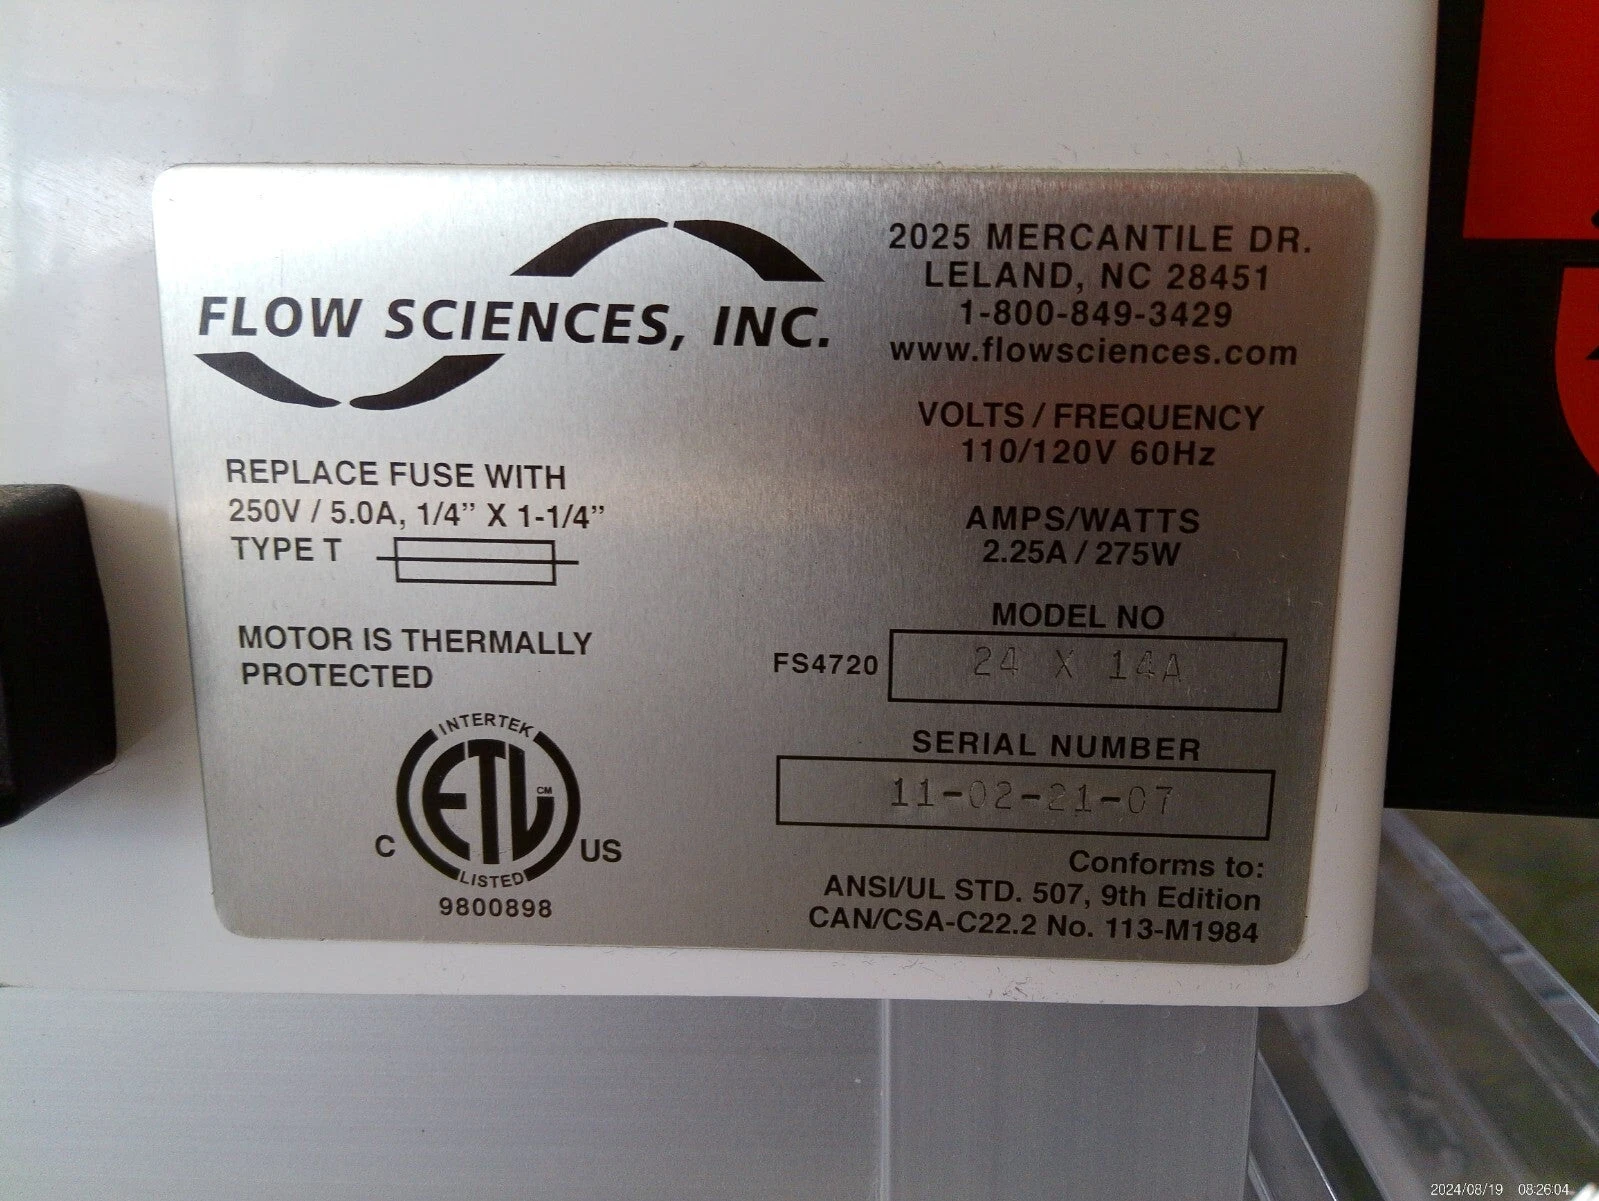 FLOW SCIENCES, INC.
2025 MERCANTILE DR.
LELAND, NC 28451
1-800-849-3429
www.flowsciences.com
VOLTS / FREQUENCY
110/120V 60Hz
REPLACE FUSE WITH
250V / 5.0A, 1/4” X 1-1/4”
TYPE T
AMPS/WATTS
2.25A / 275W
MODEL NO
FS4720 24 X 14A
MOTOR IS THERMALLY
PROTECTED
SERIAL NUMBER
11-02-21-07
INTERTEK
ETL CM
C US
LISTED
9800898
Conforms to:
ANSI/UL STD. 507, 9th Edition
CAN/CSA-C22.2 No. 113-M1984
2024/08/19 08:26:04